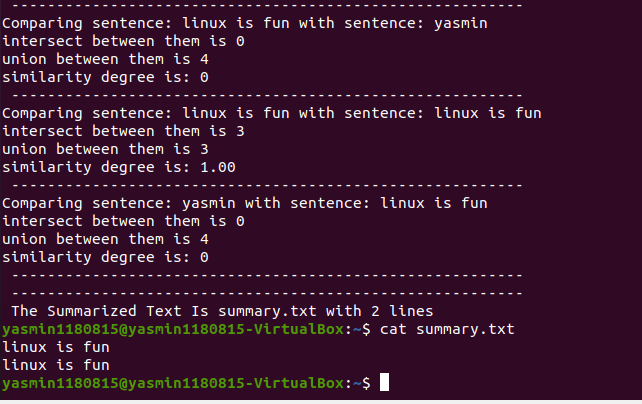 ---------------------------------------------------------
Comparing sentence: linux is fun with sentence: yasmin
intersect between them is 0
union between them is 4
similarity degree is: 0
---------------------------------------------------------
Comparing sentence: linux is fun with sentence: linux is fun
intersect between them is 3
union between them is 3
similarity degree is: 1.00
---------------------------------------------------------
Comparing sentence: yasmin with sentence: linux is fun
intersect between them is 0
union between them is 4
similarity degree is: 0
---------------------------------------------------------
---------------------------------------------------------
The Summarized Text Is summary.txt with 2 lines
yasmin1180815@yasmin1180815-VirtualBox:~$ cat summary.txt
linux is fun
linux is fun
yasmin1180815@yasmin1180815-VirtualBox:~$